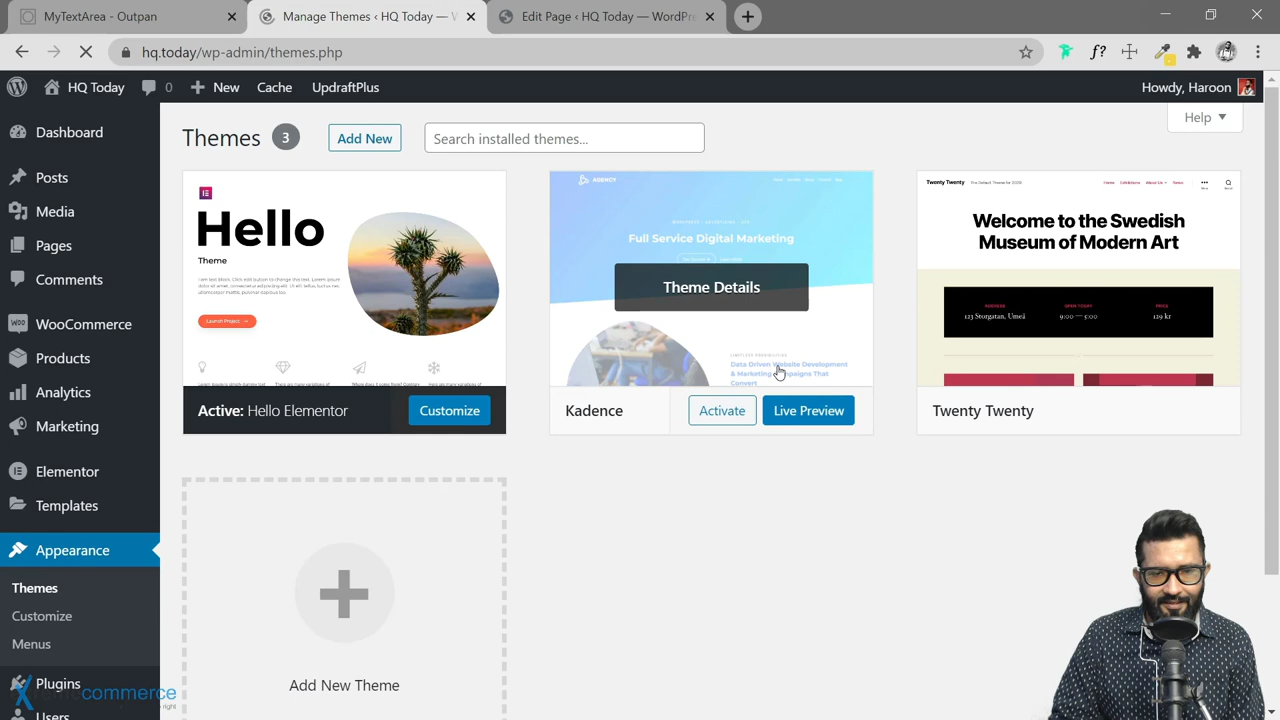 MyTextArea - Outpan
Manage Themes ‹ HQ Today — W
Edit Page ‹ HQ Today — WordPre
hq.today/wp-admin/themes.php
f?
HQ Today
0
New
Cache
UpdraftPlus
Howdy, Haroon
Dashboard
Posts
Media
Pages
Comments
WooCommerce
Products
Analytics
Marketing
Elementor
Templates
Appearance
Themes
Customize
Menus
Plugins
Users
commerce
right
Themes 3
Add New
Search installed themes...
Help
Hello
Theme
Launch Project
Active: Hello Elementor
Customize
AGENCY
Full Service Digital Marketing
Theme Details
Data Driven Website Development
& Marketing Campaigns That
Convert
Kadence
Activate
Live Preview
Twenty Twenty
Welcome to the Swedish
Museum of Modern Art
ADDRESS
123 Storgatan, Umeå
OPEN TODAY
9:00 — 5:00
PRICE
129 kr
Twenty Twenty
Add New Theme